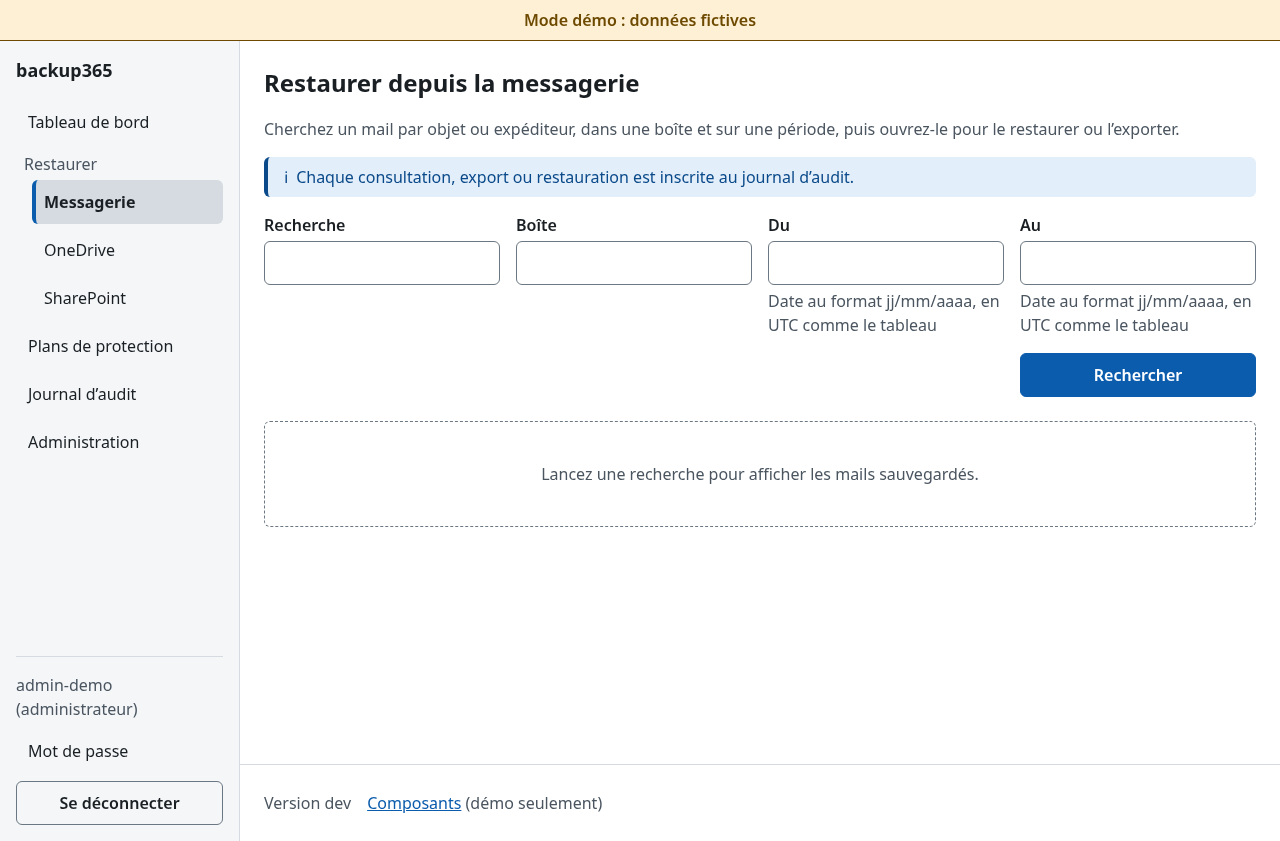 Mode démo : données fictives
backup365
Tableau de bord
Restaurer
Messagerie
OneDrive
SharePoint
Plans de protection
Journal d’audit
Administration
admin-demo
(administrateur)
Mot de passe
Se déconnecter
Restaurer depuis la messagerie
Cherchez un mail par objet ou expéditeur, dans une boîte et sur une période, puis ouvrez-le pour le restaurer ou l’exporter.
i Chaque consultation, export ou restauration est inscrite au journal d’audit.
Recherche
Boîte
Du
Date au format jj/mm/aaaa, en
UTC comme le tableau
Au
Date au format jj/mm/aaaa, en
UTC comme le tableau
Rechercher
Lancez une recherche pour afficher les mails sauvegardés.
Version dev Composants (démo seulement)